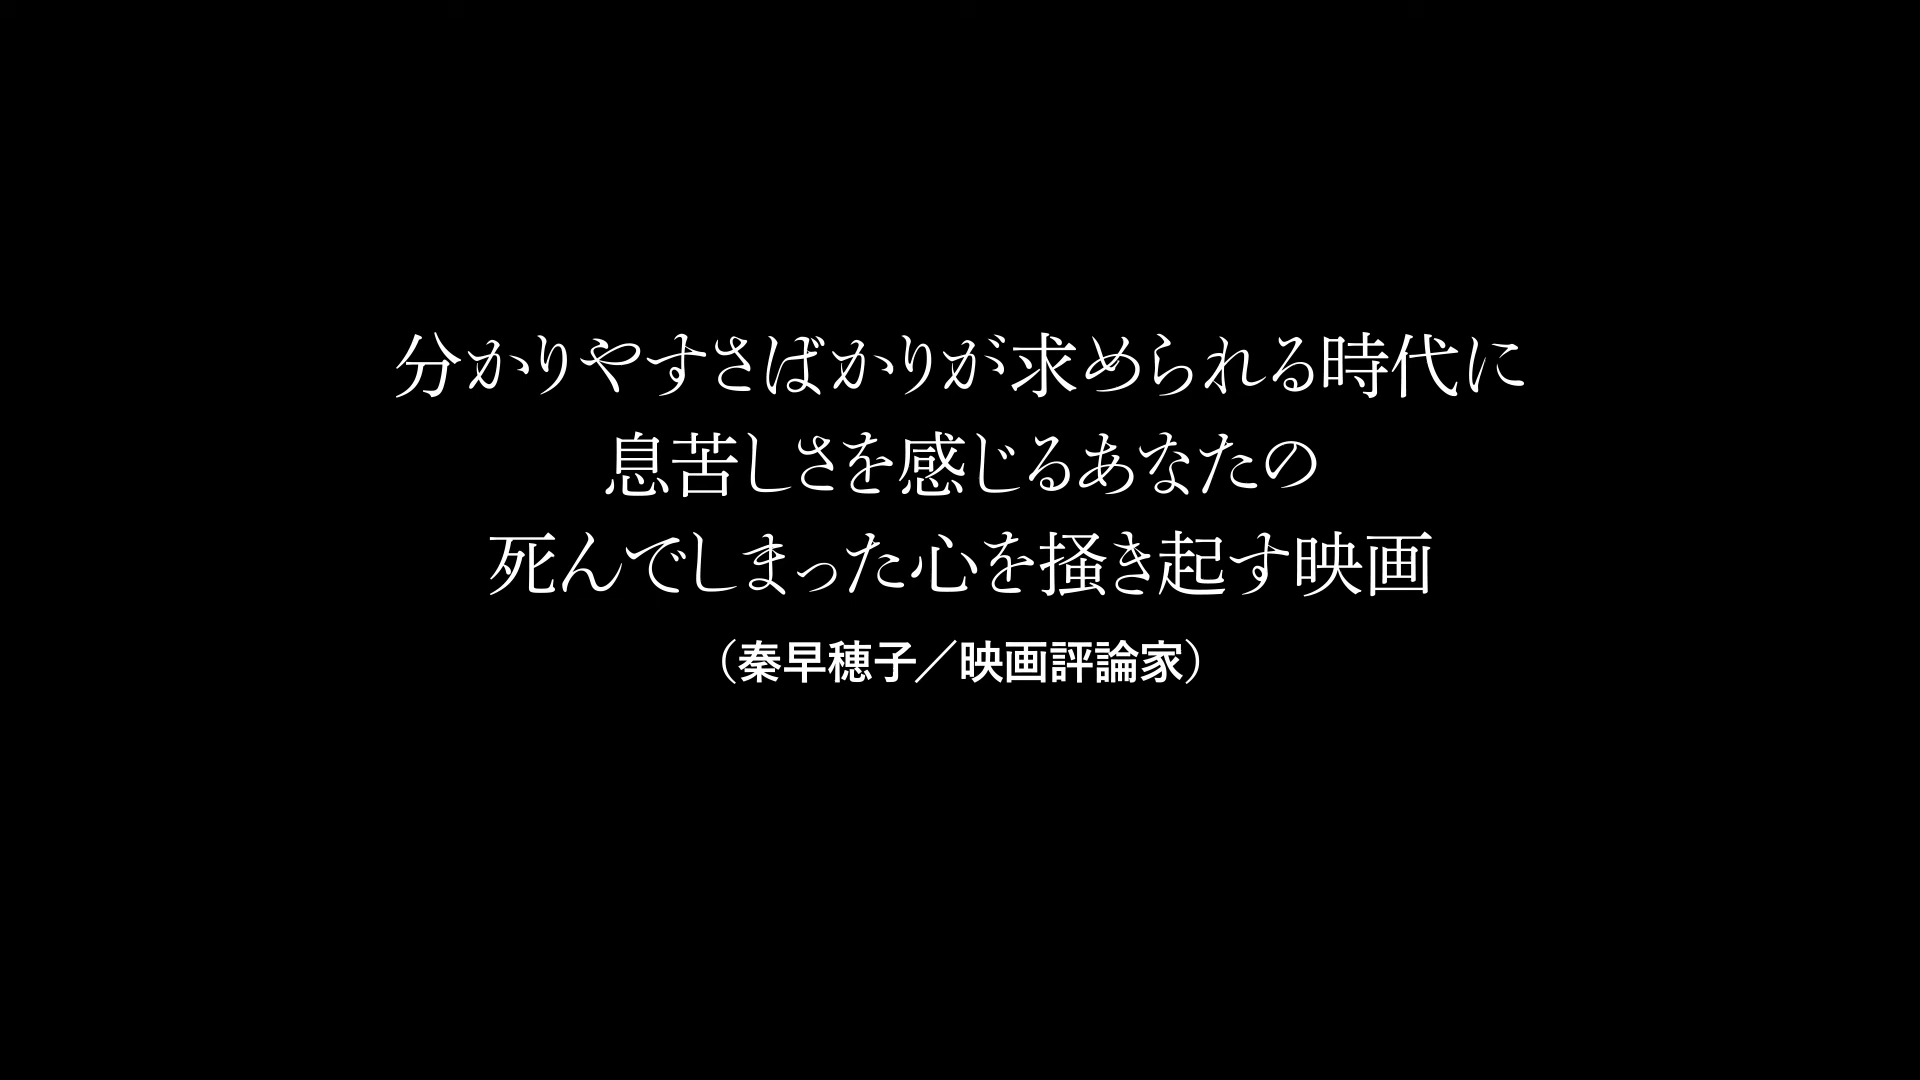 分かりやすさばかりが求められる時代に
息苦しさを感じるあなたの
死んでしまった心を掻き起す映画
（秦早穂子／映画評論家）